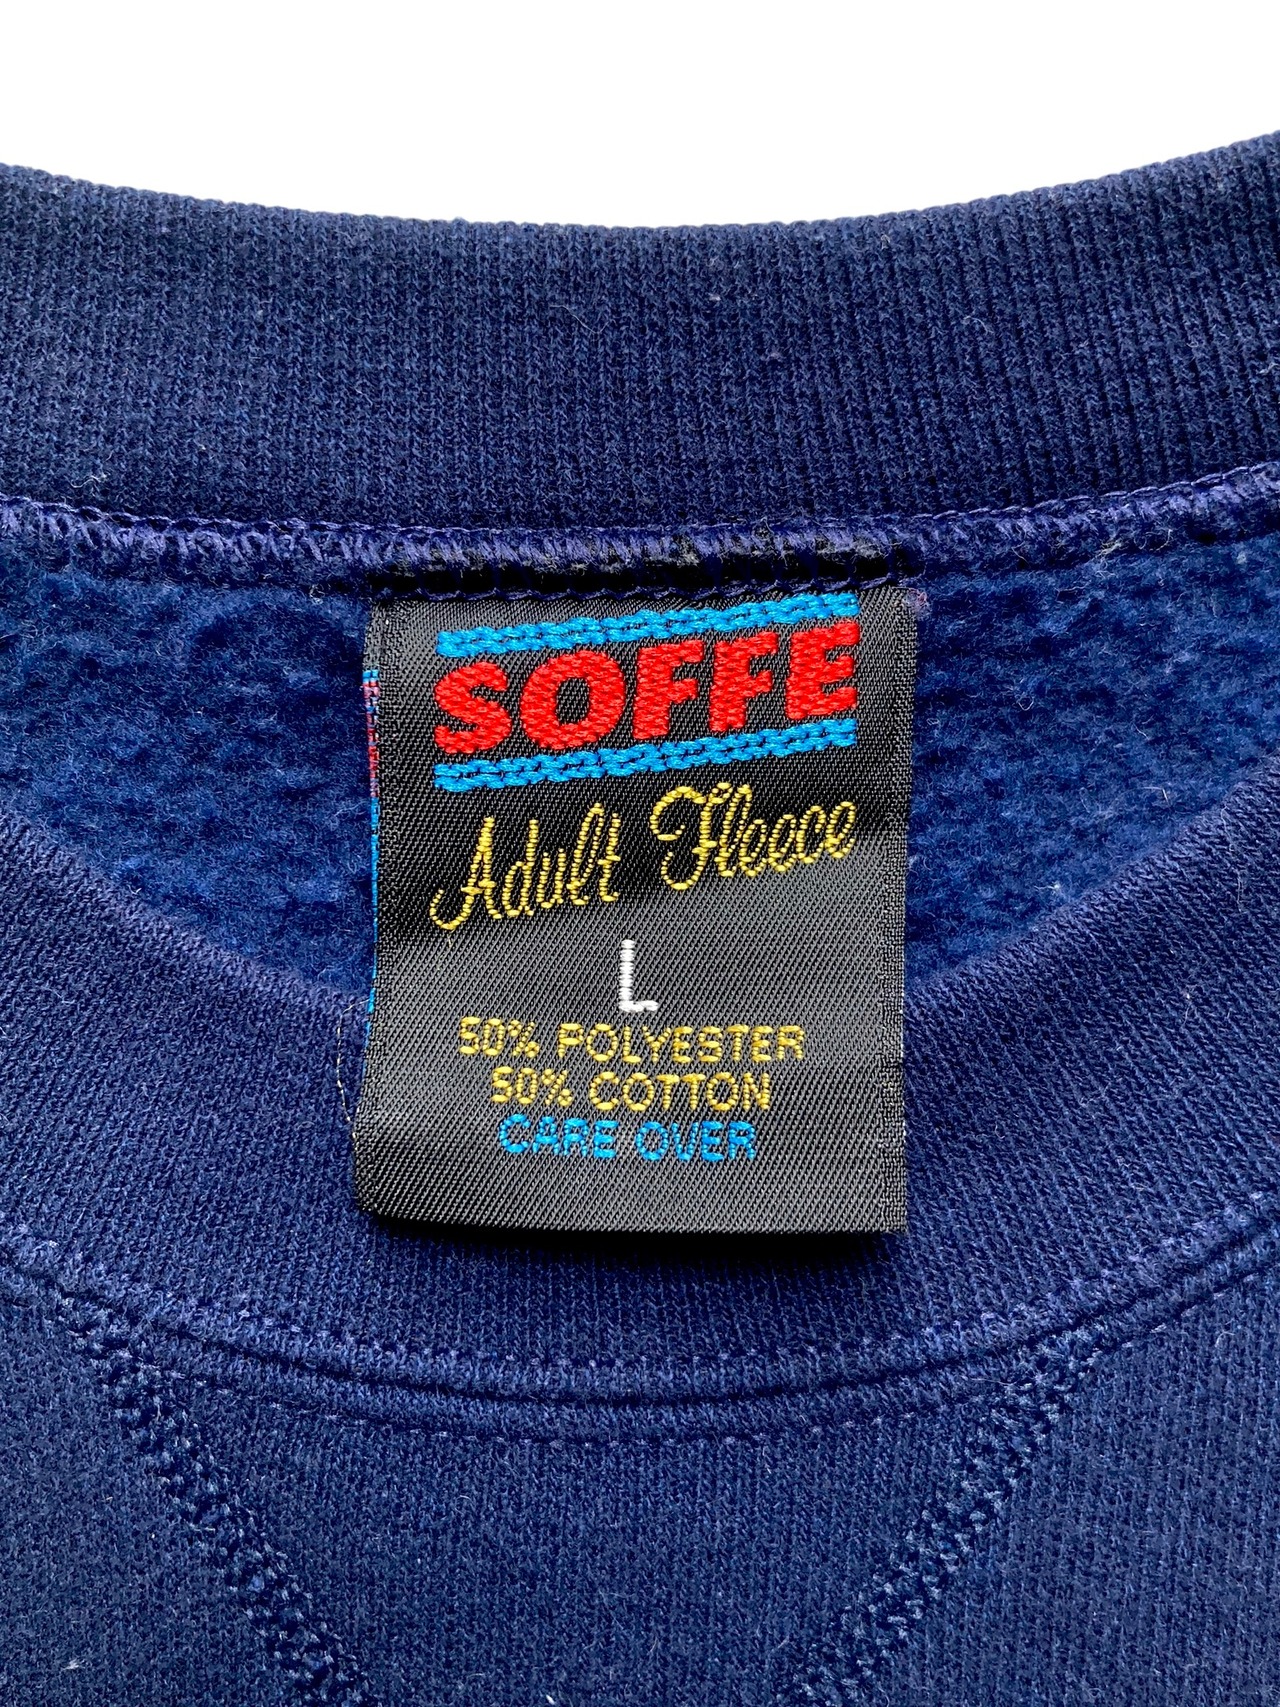 SOFFE
Adult Fleece
L
50% POLYESTER
50% COTTON
CARE OVER